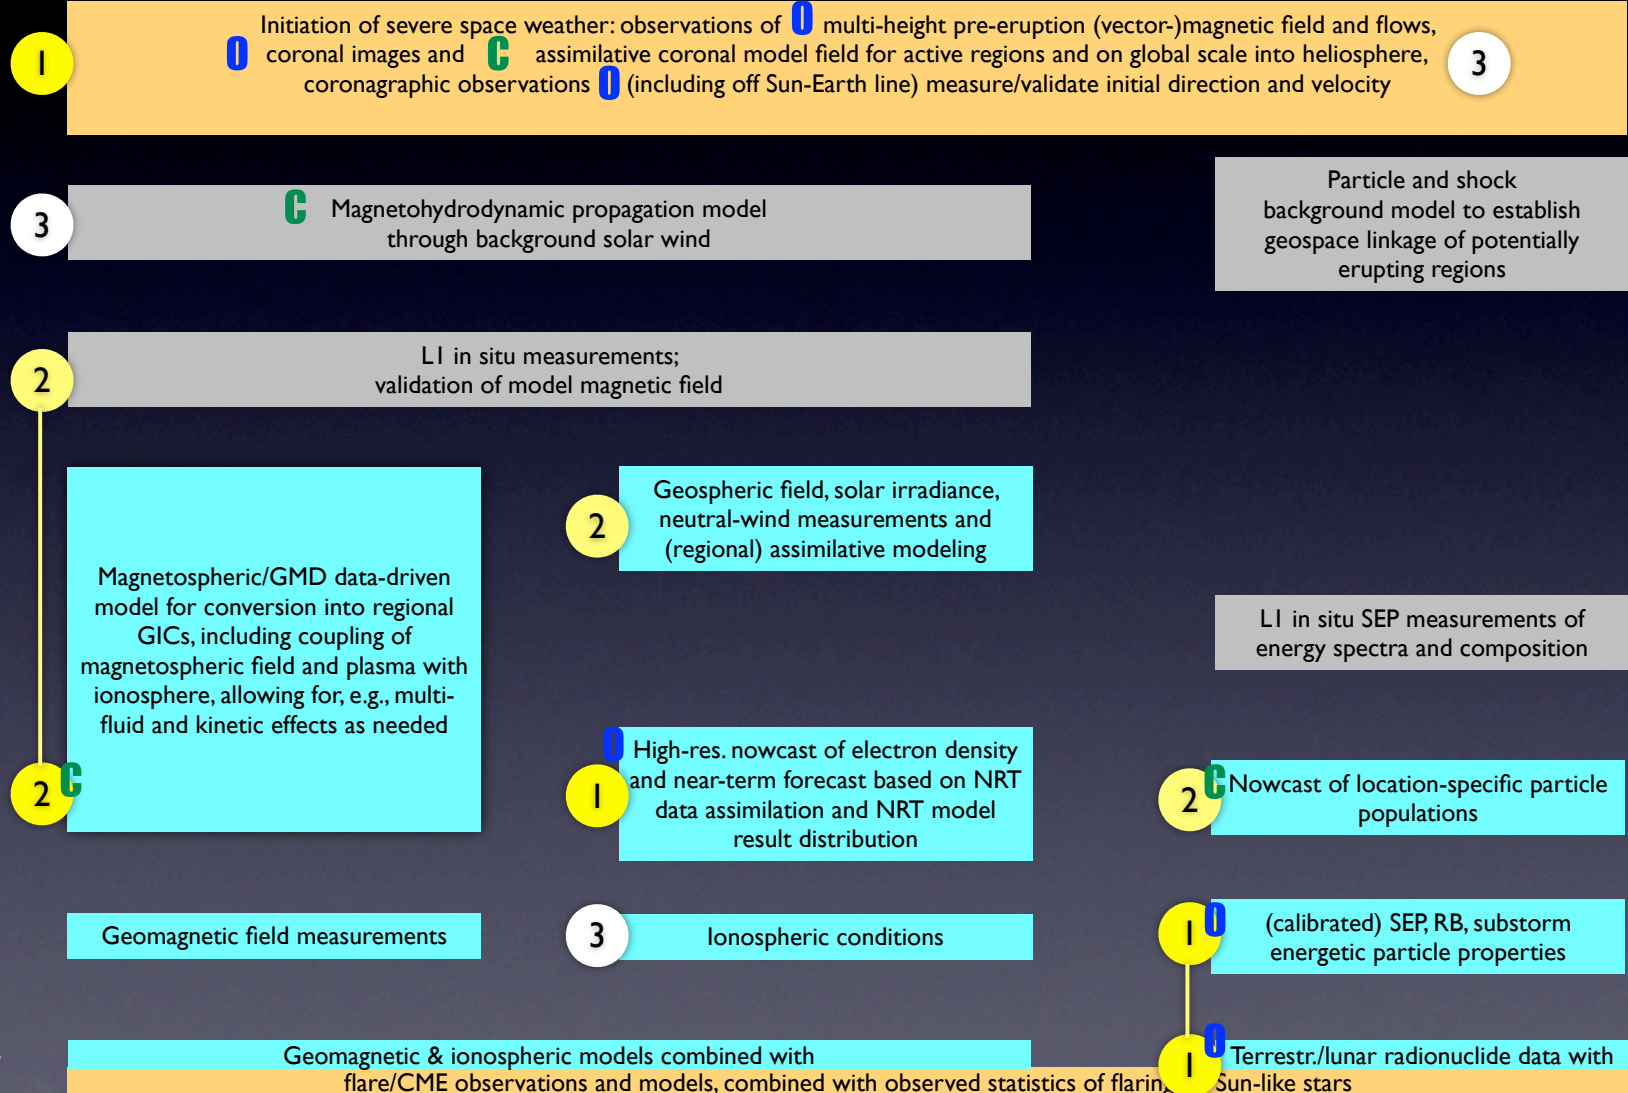 Initiation of severe space weather: observations of O multi-height pre-eruption (vector-)magnetic field and flows,
1 O coronal images and C assimilative coronal model field for active regions and on global scale into heliosphere, 3
coronagraphic observations O (including off Sun-Earth line) measure/validate initial direction and velocity
Particle and shock
background model to establish
geospace linkage of potentially
erupting regions
3 C Magnetohydrodynamic propagation model
through background solar wind
2 L1 in situ measurements;
validation of model magnetic field
Magnetospheric/GMD data-driven
model for conversion into regional
GICs, including coupling of
magnetospheric field and plasma with
ionosphere, allowing for, e.g., multi-
fluid and kinetic effects as needed
2 C
2 Geospheric field, solar irradiance,
neutral-wind measurements and
(regional) assimilative modeling
L1 in situ SEP measurements of
energy spectra and composition
O High-res. nowcast of electron density
1 and near-term forecast based on NRT
data assimilation and NRT model
result distribution
2 C Nowcast of location-specific particle
populations
Geomagnetic field measurements
3 Ionospheric conditions
1 O (calibrated) SEP, RB, substorm
energetic particle properties
Geomagnetic & ionospheric models combined with
1 O Terrestr./lunar radionuclide data with
flare/CME observations and models, combined with observed statistics of flaring Sun-like stars